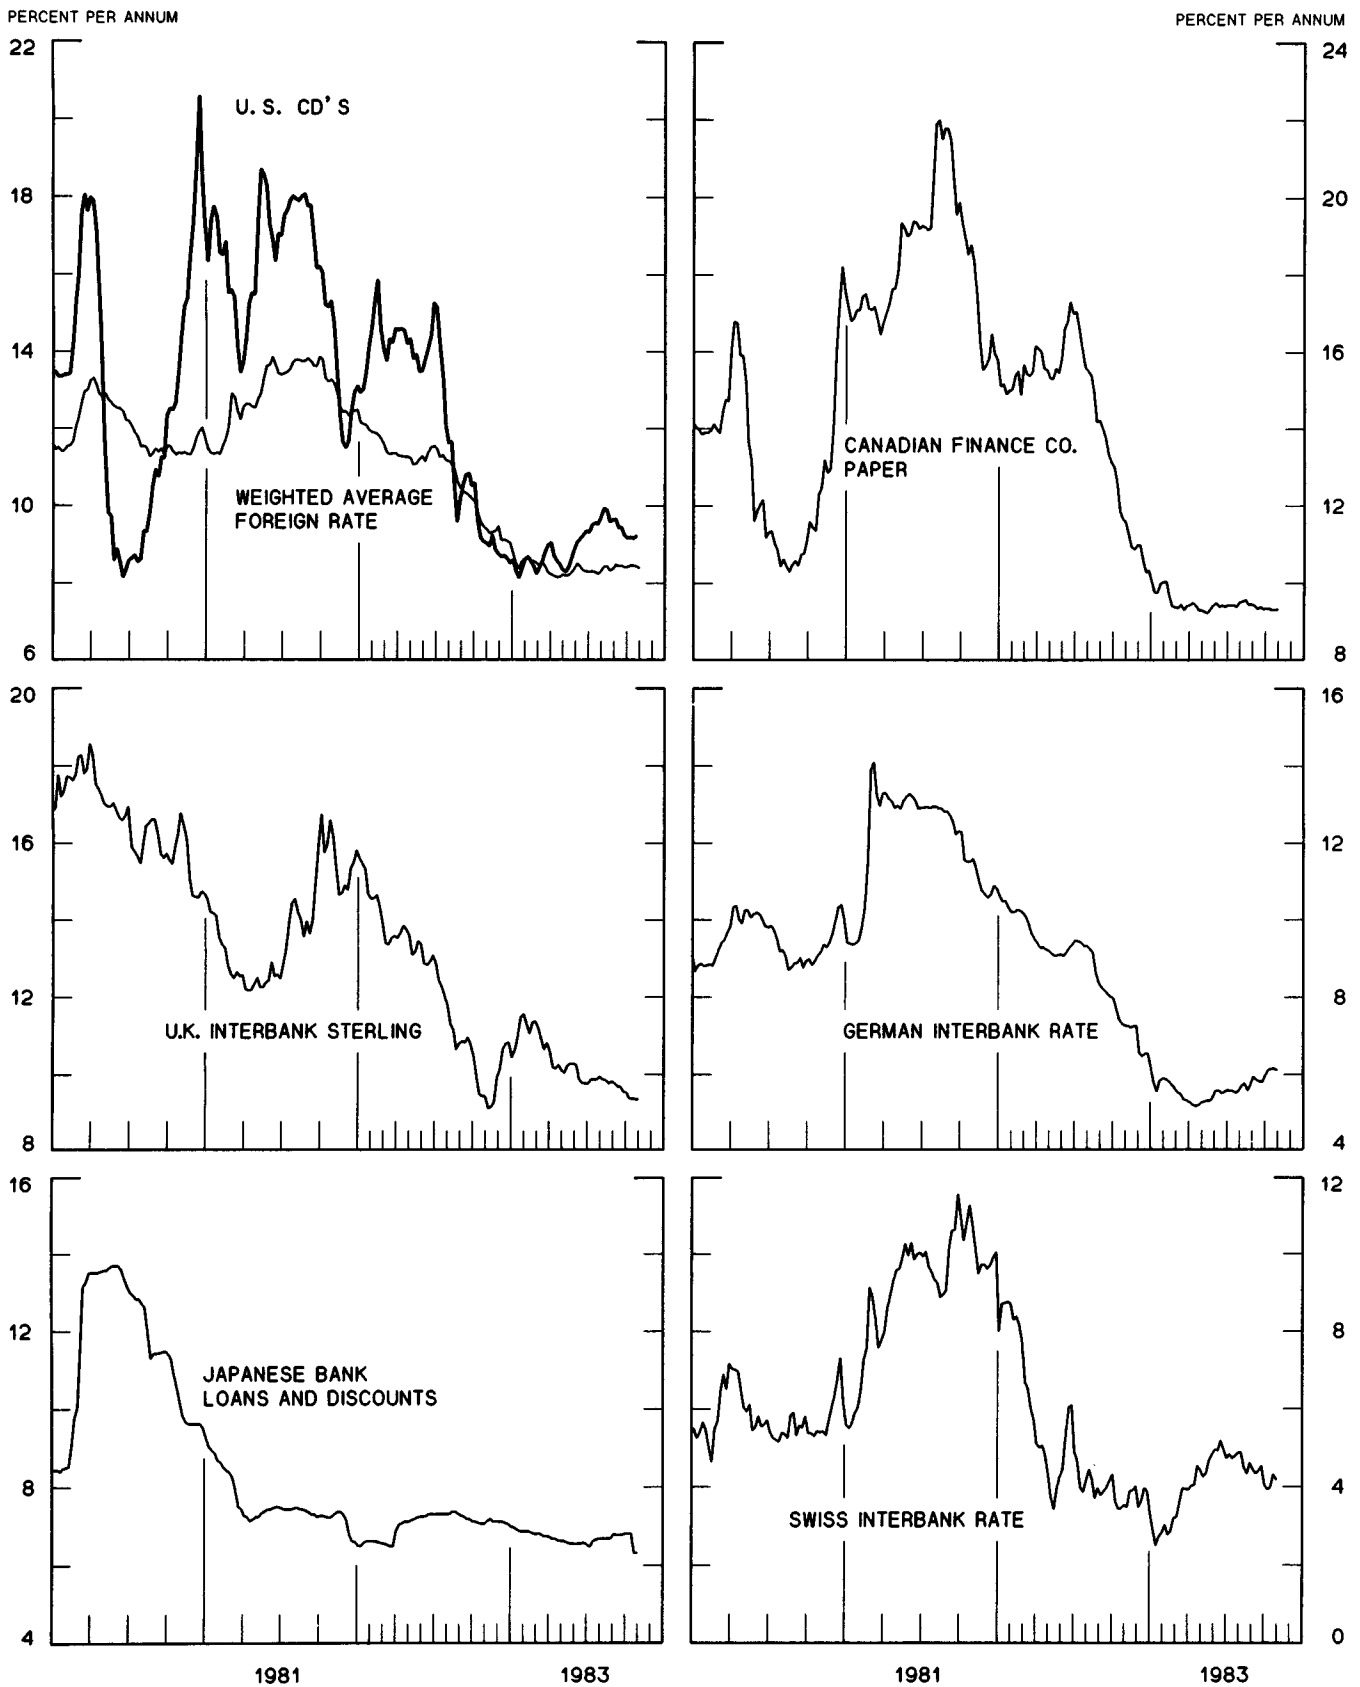 PERCENT PER ANNUM
PERCENT PER ANNUM
22
18
14
10
6
U.S. CD'S
WEIGHTED AVERAGE
FOREIGN RATE
24
20
16
12
8
CANADIAN FINANCE CO.
PAPER
20
16
12
8
U.K. INTERBANK STERLING
16
12
8
4
GERMAN INTERBANK RATE
16
12
8
4
JAPANESE BANK
LOANS AND DISCOUNTS
1981
1983
12
8
4
0
SWISS INTERBANK RATE
1981
1983